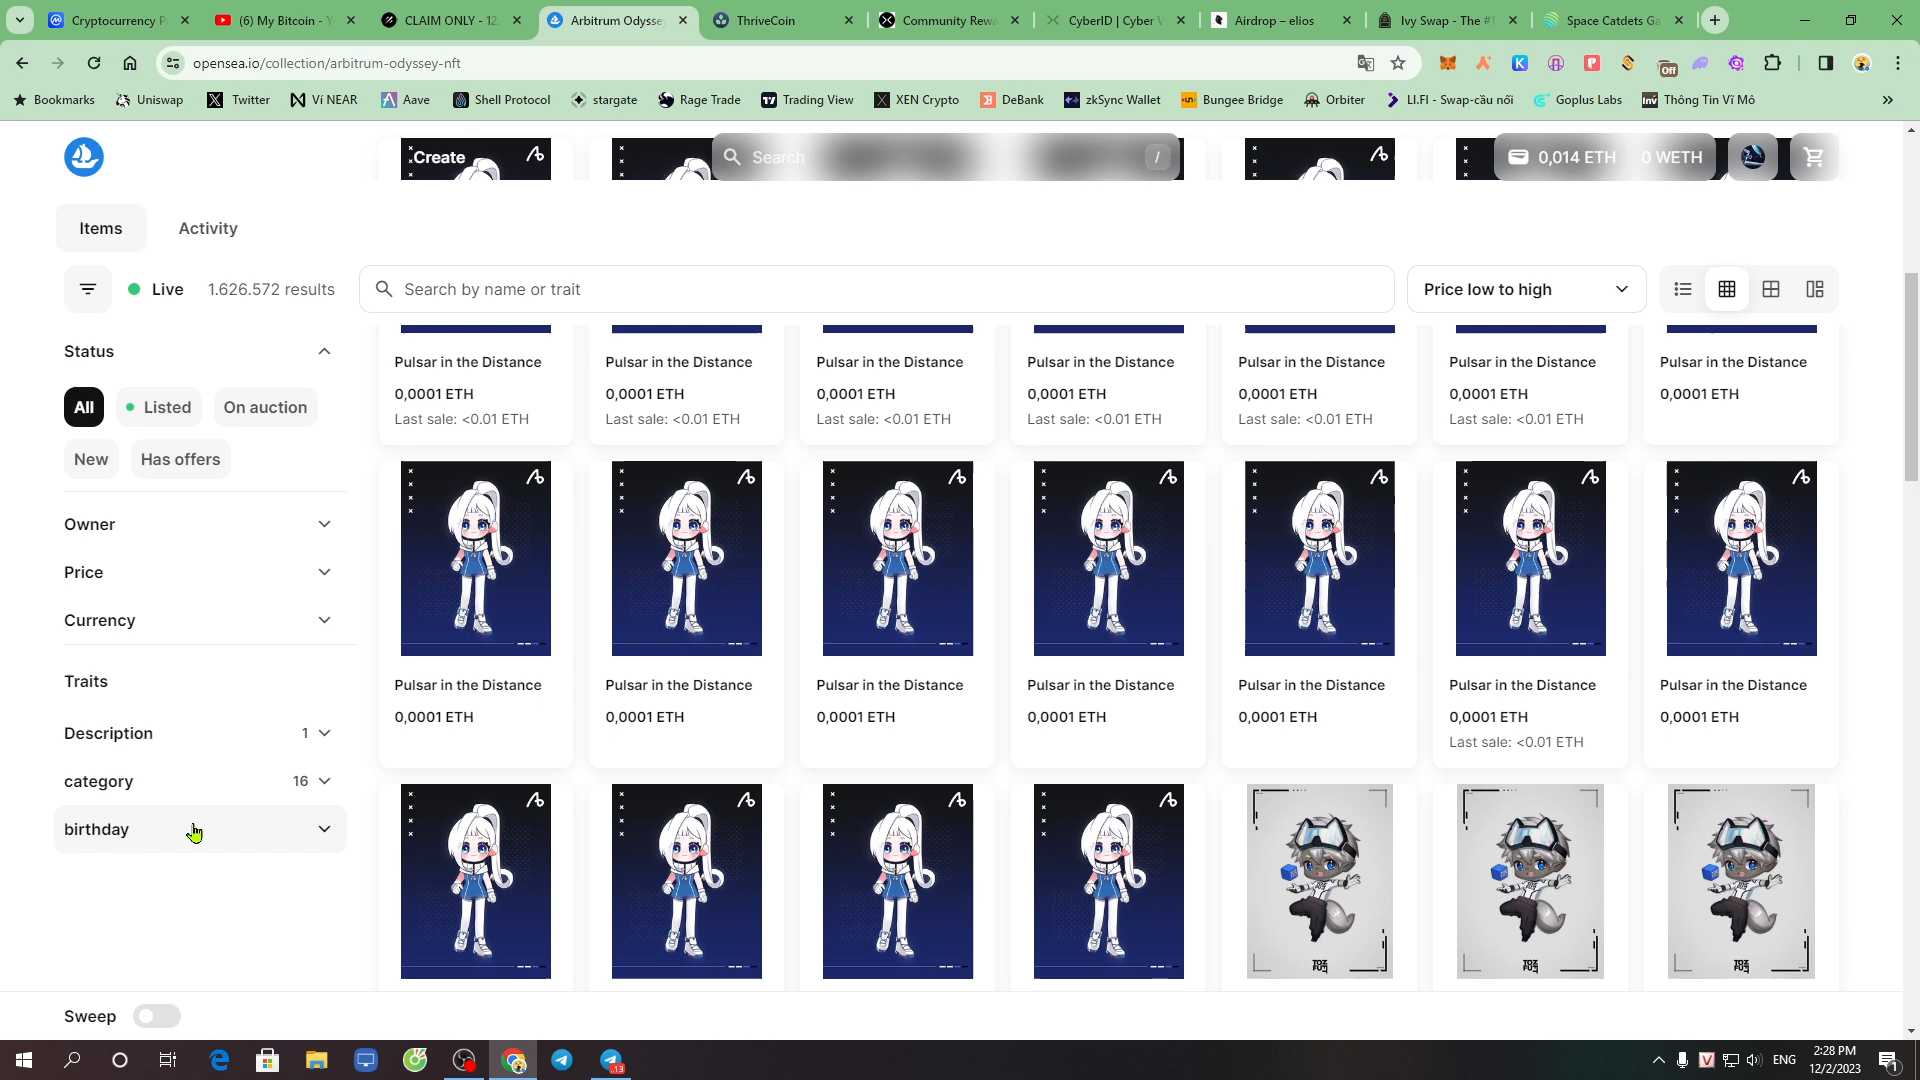 Cryptocurrency P
(6) My Bitcoin - Y
CLAIM ONLY - 12
Arbitrum Odysse
ThriveCoin
Community Rewa
CyberID | Cyber
Airdrop – elios
Ivy Swap - The #
Space Catdets Ga
opensea.io/collection/arbitrum-odyssey-nft
Off
Bookmarks
Uniswap
Twitter
Ví NEAR
Aave
Shell Protocol
stargate
Rage Trade
Trading View
XEN Crypto
DeBank
zkSync Wallet
Bungee Bridge
Orbiter
LI.FI - Swap-cầu nối
Goplus Labs
Thông Tin Vĩ Mô
Create
Search
/
0,014 ETH
0 WETH
Items
Activity
Live
1.626.572 results
Search by name or trait
Price low to high
Status
All
Listed
On auction
New
Has offers
Owner
Price
Currency
Traits
Description
1
category
16
birthday
Pulsar in the Distance
Pulsar in the Distance
Pulsar in the Distance
Pulsar in the Distance
Pulsar in the Distance
Pulsar in the Distance
Pulsar in the Distance
0,0001 ETH
0,0001 ETH
0,0001 ETH
0,0001 ETH
0,0001 ETH
0,0001 ETH
0,0001 ETH
Last sale: <0.01 ETH
Last sale: <0.01 ETH
Last sale: <0.01 ETH
Last sale: <0.01 ETH
Last sale: <0.01 ETH
Last sale: <0.01 ETH
Pulsar in the Distance
Pulsar in the Distance
Pulsar in the Distance
Pulsar in the Distance
Pulsar in the Distance
Pulsar in the Distance
Pulsar in the Distance
0,0001 ETH
0,0001 ETH
0,0001 ETH
0,0001 ETH
0,0001 ETH
0,0001 ETH
0,0001 ETH
Last sale: <0.01 ETH
Sweep
13
ENG
2:28 PM
12/2/2023
1